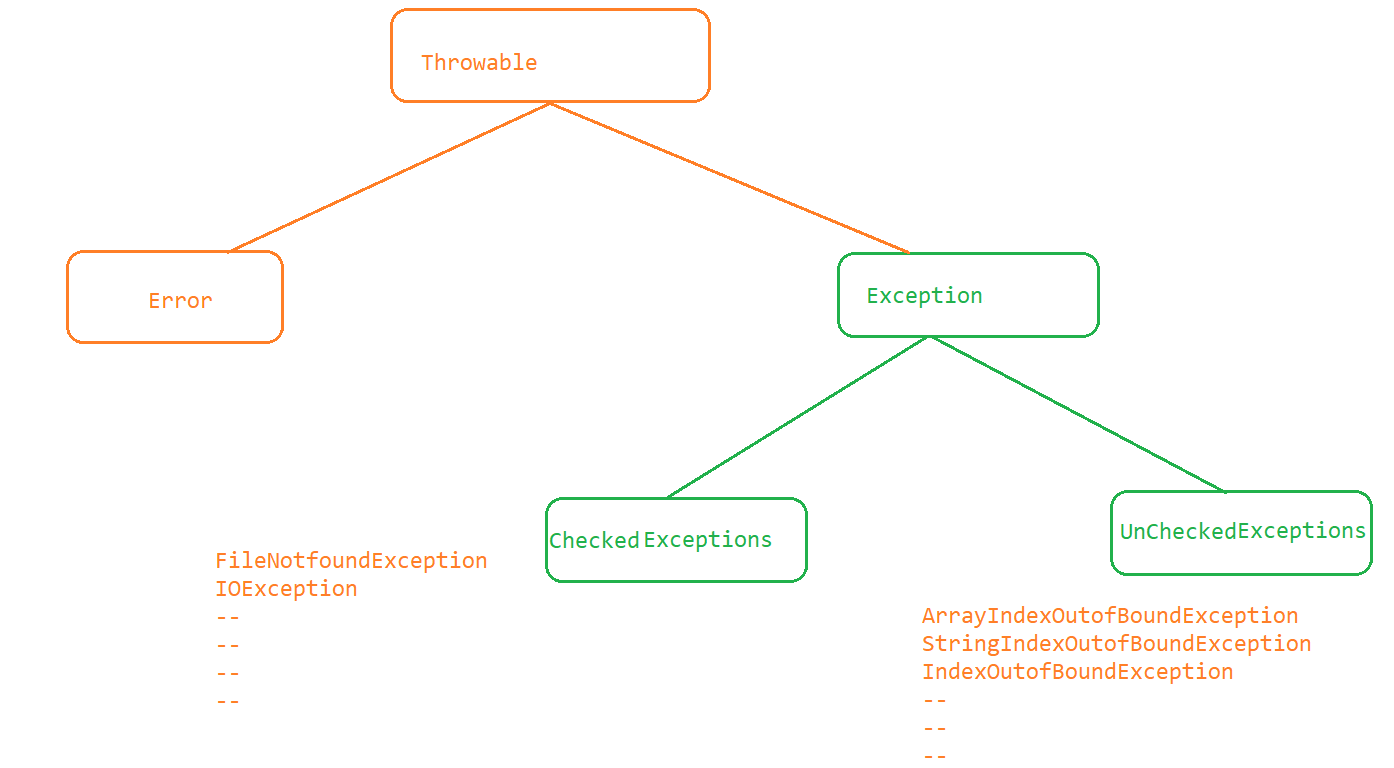 Throwable
Error
Exception
Checked Exceptions
UnCheckedExceptions
FileNotfoundException
IOException
--
--
--
--
ArrayIndexOutofBoundException
StringIndexOutofBoundException
IndexOutofBoundException
--
--
--